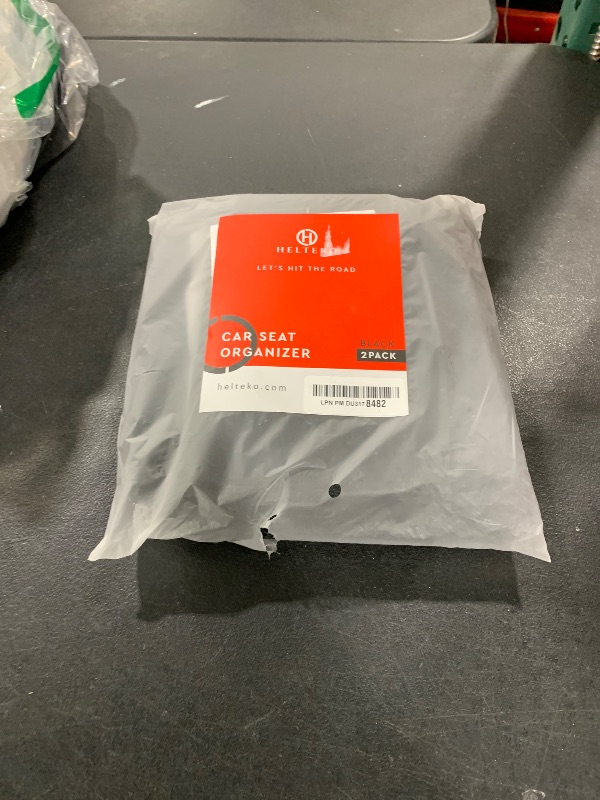 HELTEKO
LET'S HIT THE ROAD
CAR SEAT
ORGANIZER
BLACK
2PACK
helteko.com
LPN PM DU317 8482